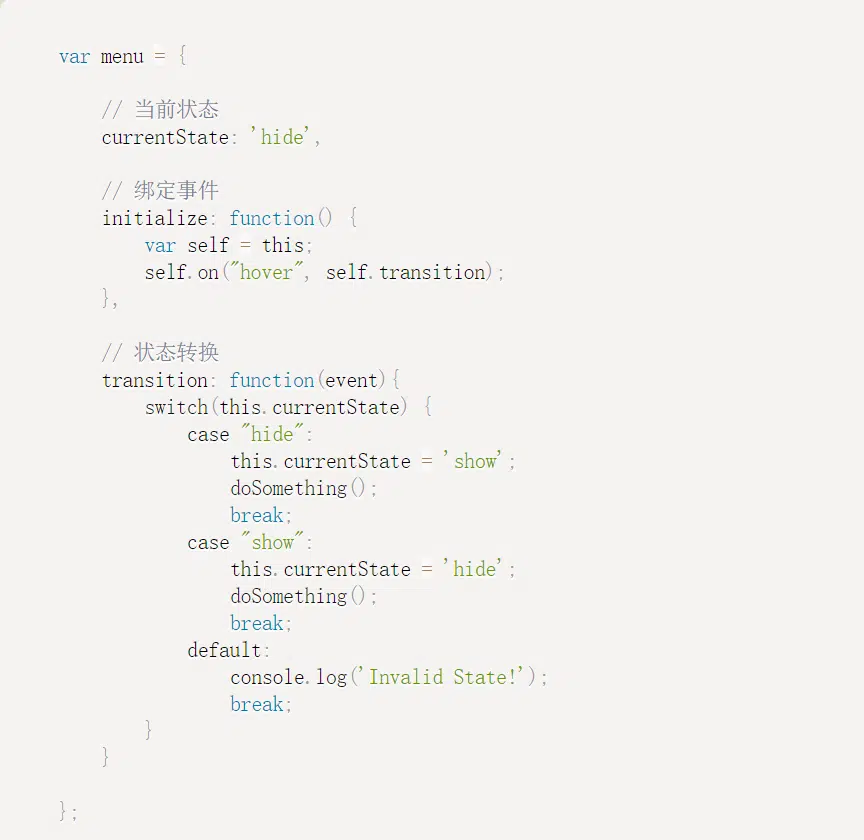 var menu = {
// 当前状态
currentState: 'hide',
// 绑定事件
initialize: function() {
var self = this;
self.on("hover", self.transition);
},
// 状态转换
transition: function(event){
switch(this.currentState) {
case "hide":
this.currentState = 'show';
doSomething();
break;
case "show":
this.currentState = 'hide';
doSomething();
break;
default:
console.log('Invalid State!');
break;
}
}
};